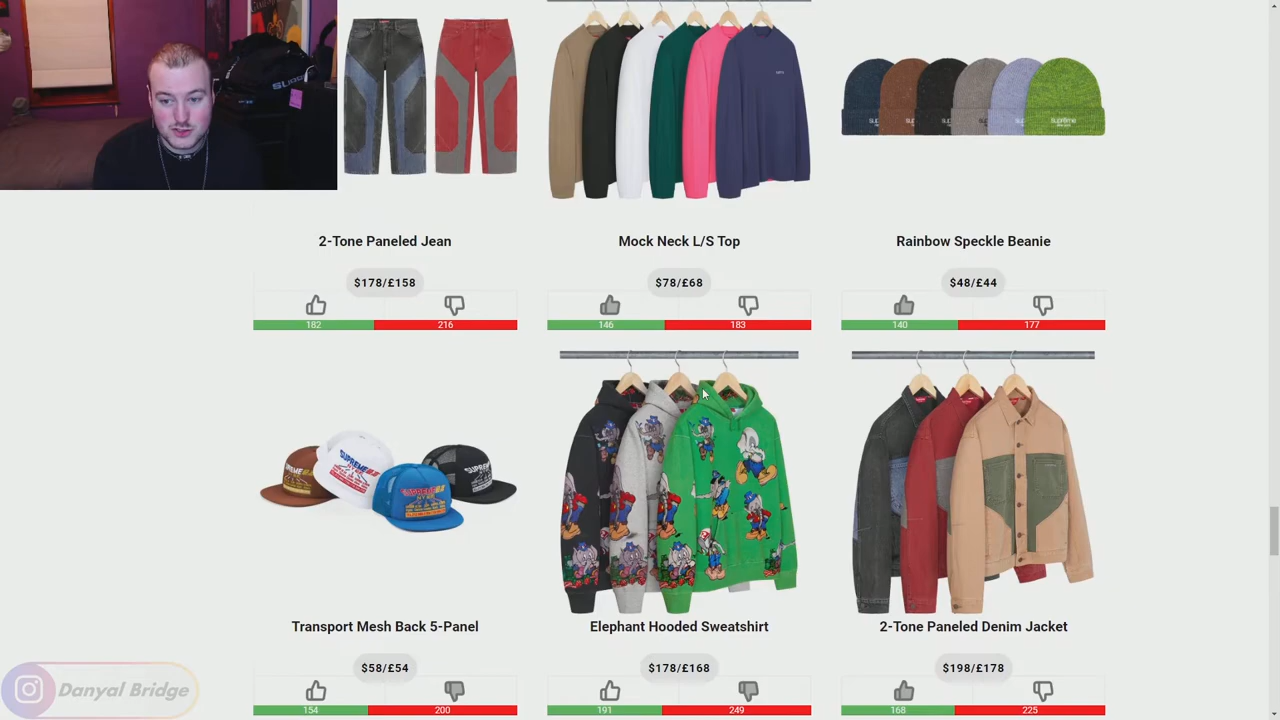 2-Tone Paneled Jean
Mock Neck L/S Top
Rainbow Speckle Beanie
$178/£158
$78/£68
$48/£44
182
216
146
183
140
177
Transport Mesh Back 5-Panel
Elephant Hooded Sweatshirt
2-Tone Paneled Denim Jacket
$58/£54
$178/£168
$198/£178
Danyal Bridge
154
200
191
249
168
225